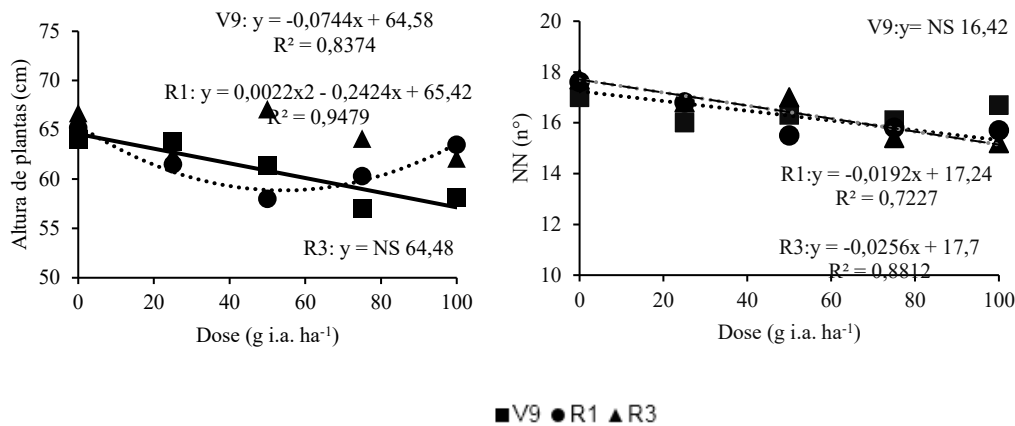 V9: y = -0,0744x + 64,58
R² = 0,8374
R1: y = 0,0022x2 - 0,2424x + 65,42
R² = 0,9479
R3: y = NS 64,48
Altura de plantas (cm)
75
70
65
60
55
50
0 20 40 60 80 100
Dose (g i.a. ha⁻¹)
V9:y= NS 16,42
R1:y = -0,0192x + 17,24
R² = 0,7227
R3:y = -0,0256x + 17,7
R² = 0,8812
NN (n°)
20
18
16
14
12
10
0 20 40 60 80 100
Dose (g i.a. ha⁻¹)
V9 R1 R3